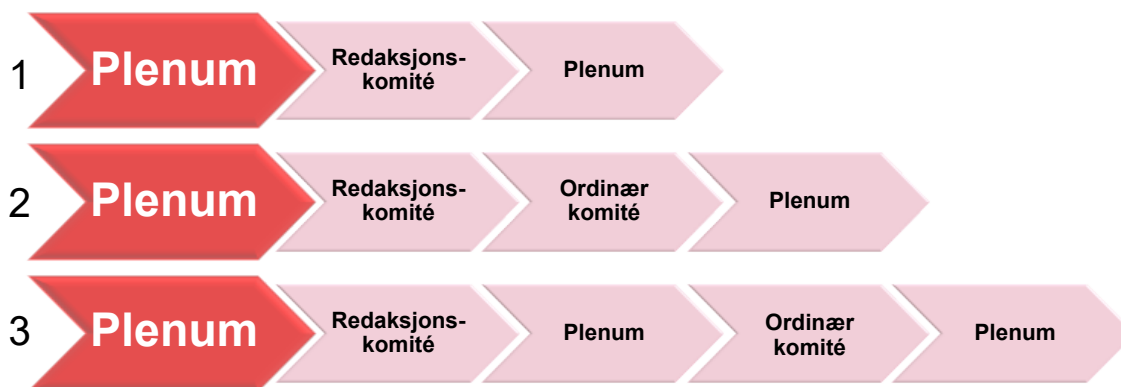 1
Plenum
Redaksjons-
komité
Plenum
2
Plenum
Redaksjons-
komité
Ordinær
komité
Plenum
3
Plenum
Redaksjons-
komité
Plenum
Ordinær
komité
Plenum